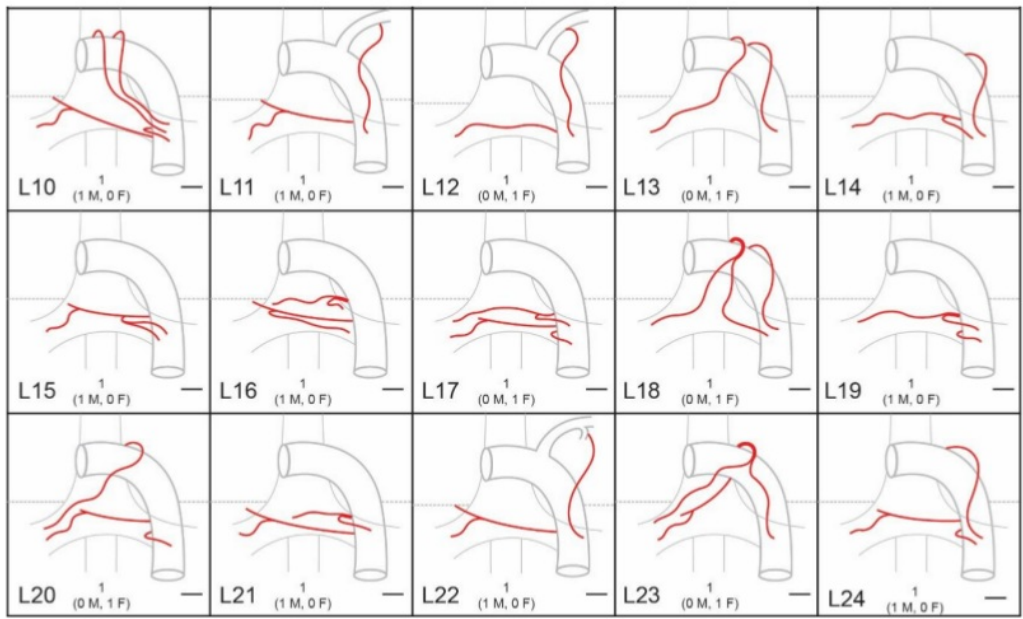 1
L10 (1 M, 0 F)
1
L11 (1 M, 0 F)
1
L12 (0 M, 1 F)
1
L13 (0 M, 1 F)
1
L14 (1 M, 0 F)
1
L15 (1 M, 0 F)
1
L16 (1 M, 0 F)
1
L17 (0 M, 1 F)
1
L18 (0 M, 1 F)
1
L19 (1 M, 0 F)
1
L20 (0 M, 1 F)
1
L21 (1 M, 0 F)
1
L22 (1 M, 0 F)
1
L23 (0 M, 1 F)
1
L24 (1 M, 0 F)